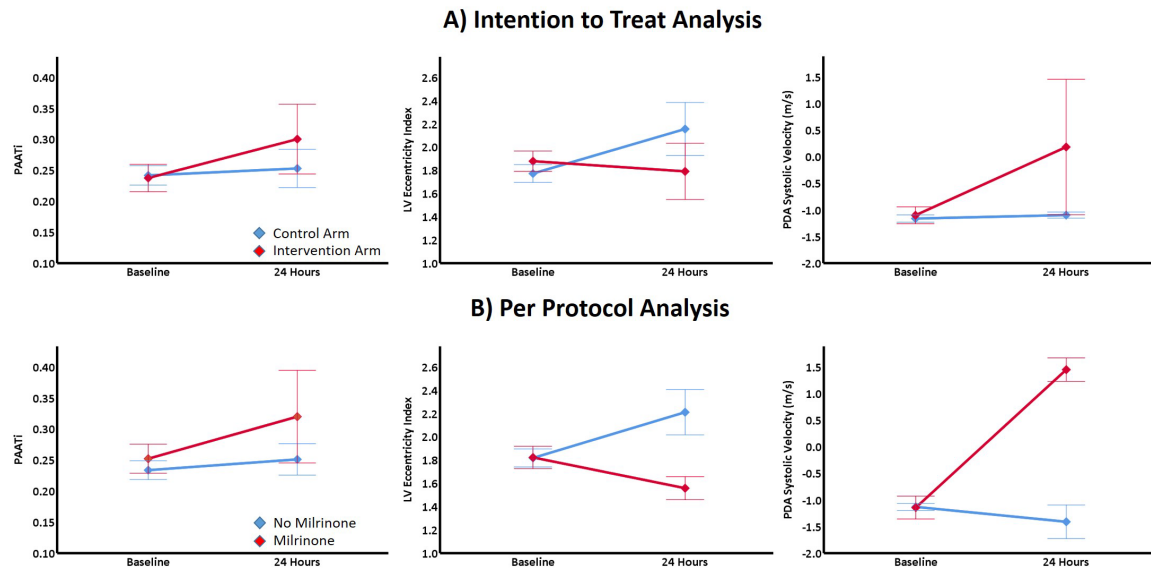 A) Intention to Treat Analysis
PAATi
0.40
0.35
0.30
0.25
0.20
0.15
0.10
Baseline
24 Hours
Control Arm
Intervention Arm
LV Eccentricity Index
2.6
2.4
2.2
2.0
1.8
1.6
1.4
1.2
1.0
Baseline
24 Hours
PDA Systolic Velocity (m/s)
1.5
1.0
0.5
0.0
-0.5
-1.0
-1.5
-2.0
Baseline
24 Hours
B) Per Protocol Analysis
PAATi
0.40
0.35
0.30
0.25
0.20
0.15
0.10
Baseline
24 Hours
No Milrinone
Milrinone
LV Eccentricity Index
2.6
2.4
2.2
2.0
1.8
1.6
1.4
1.2
1.0
Baseline
24 Hours
PDA Systolic Velocity (m/s)
1.5
1.0
0.5
0.0
-0.5
-1.0
-1.5
-2.0
Baseline
24 Hours